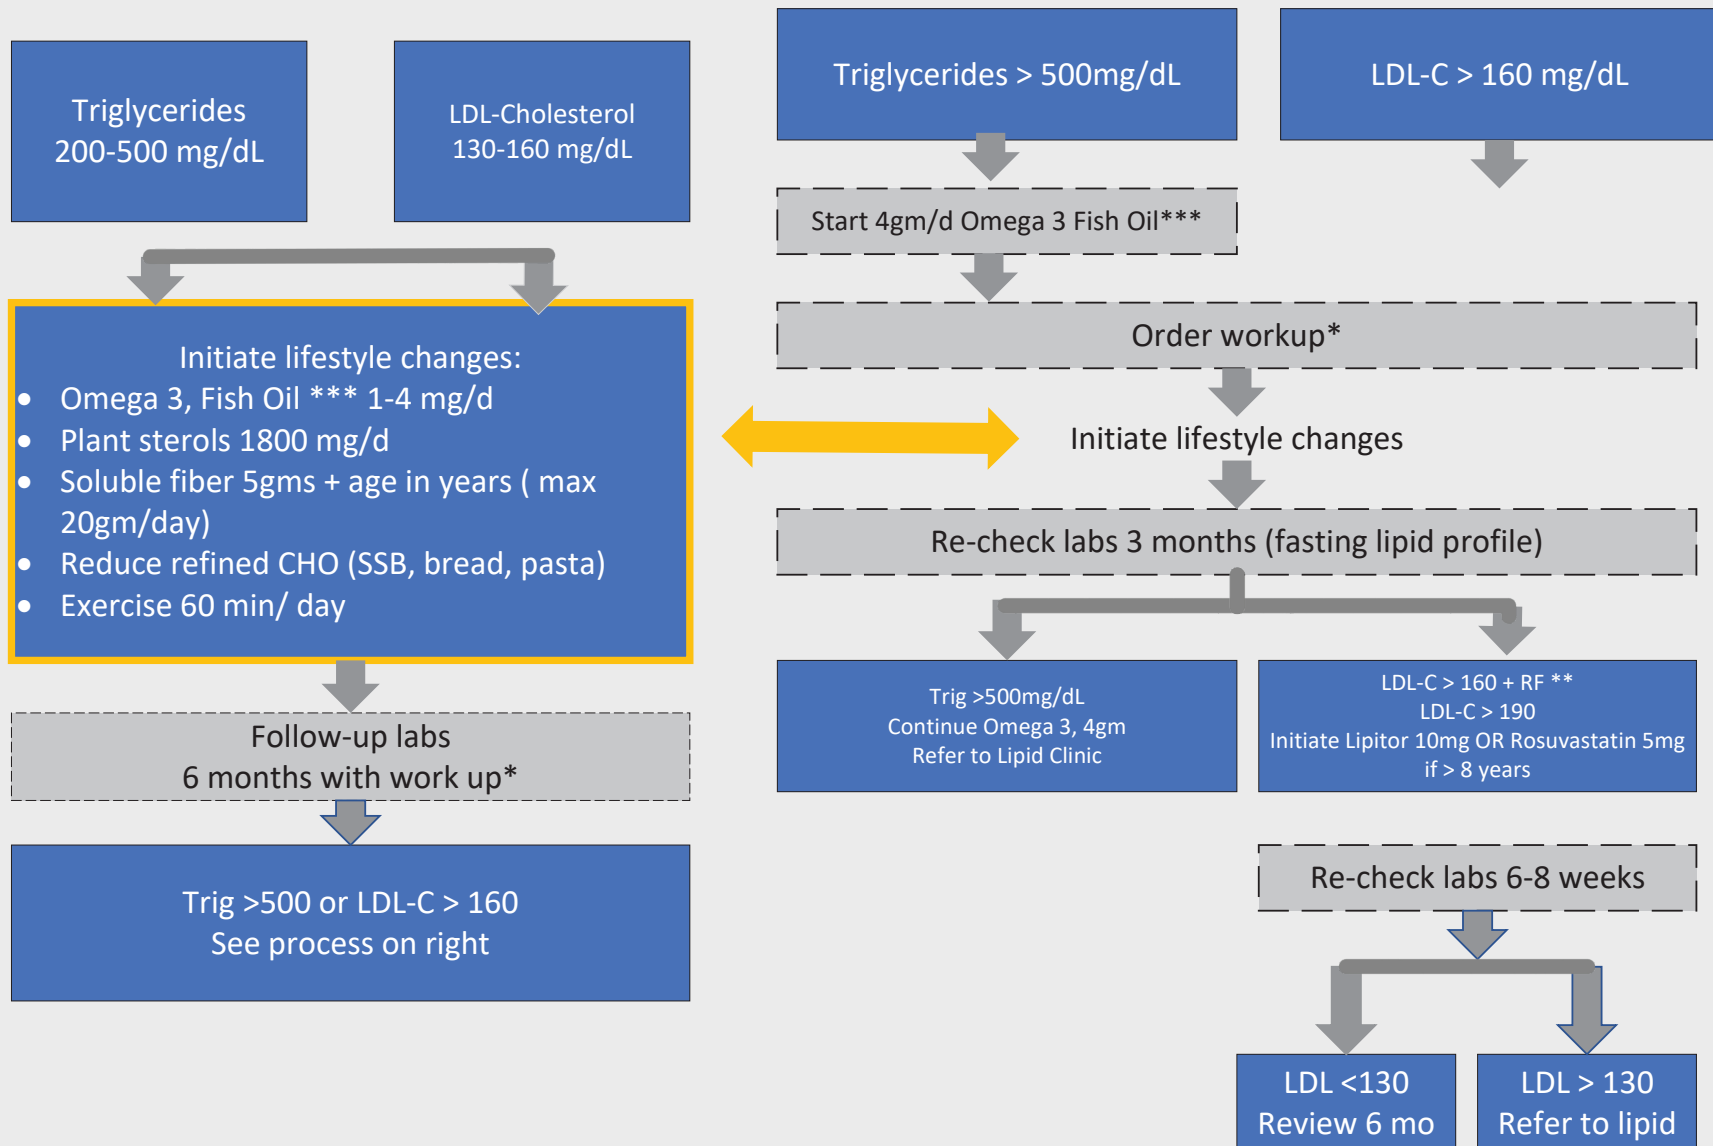 Triglycerides
200-500 mg/dL
LDL-Cholesterol
130-160 mg/dL
Initiate lifestyle changes:
• Omega 3, Fish Oil *** 1-4 mg/d
• Plant sterols 1800 mg/d
• Soluble fiber 5gms + age in years ( max
20gm/day)
• Reduce refined CHO (SSB, bread, pasta)
• Exercise 60 min/ day
Follow-up labs
6 months with work up*
Trig >500 or LDL-C > 160
See process on right
Triglycerides > 500mg/dL
LDL-C > 160 mg/dL
Start 4gm/d Omega 3 Fish Oil***
Order workup*
Initiate lifestyle changes
Re-check labs 3 months (fasting lipid profile)
Trig >500mg/dL
Continue Omega 3, 4gm
Refer to Lipid Clinic
LDL-C > 160 + RF **
LDL-C > 190
Initiate Lipitor 10mg OR Rosuvastatin 5mg
if > 8 years
Re-check labs 6-8 weeks
LDL <130
Review 6 mo
LDL > 130
Refer to lipid